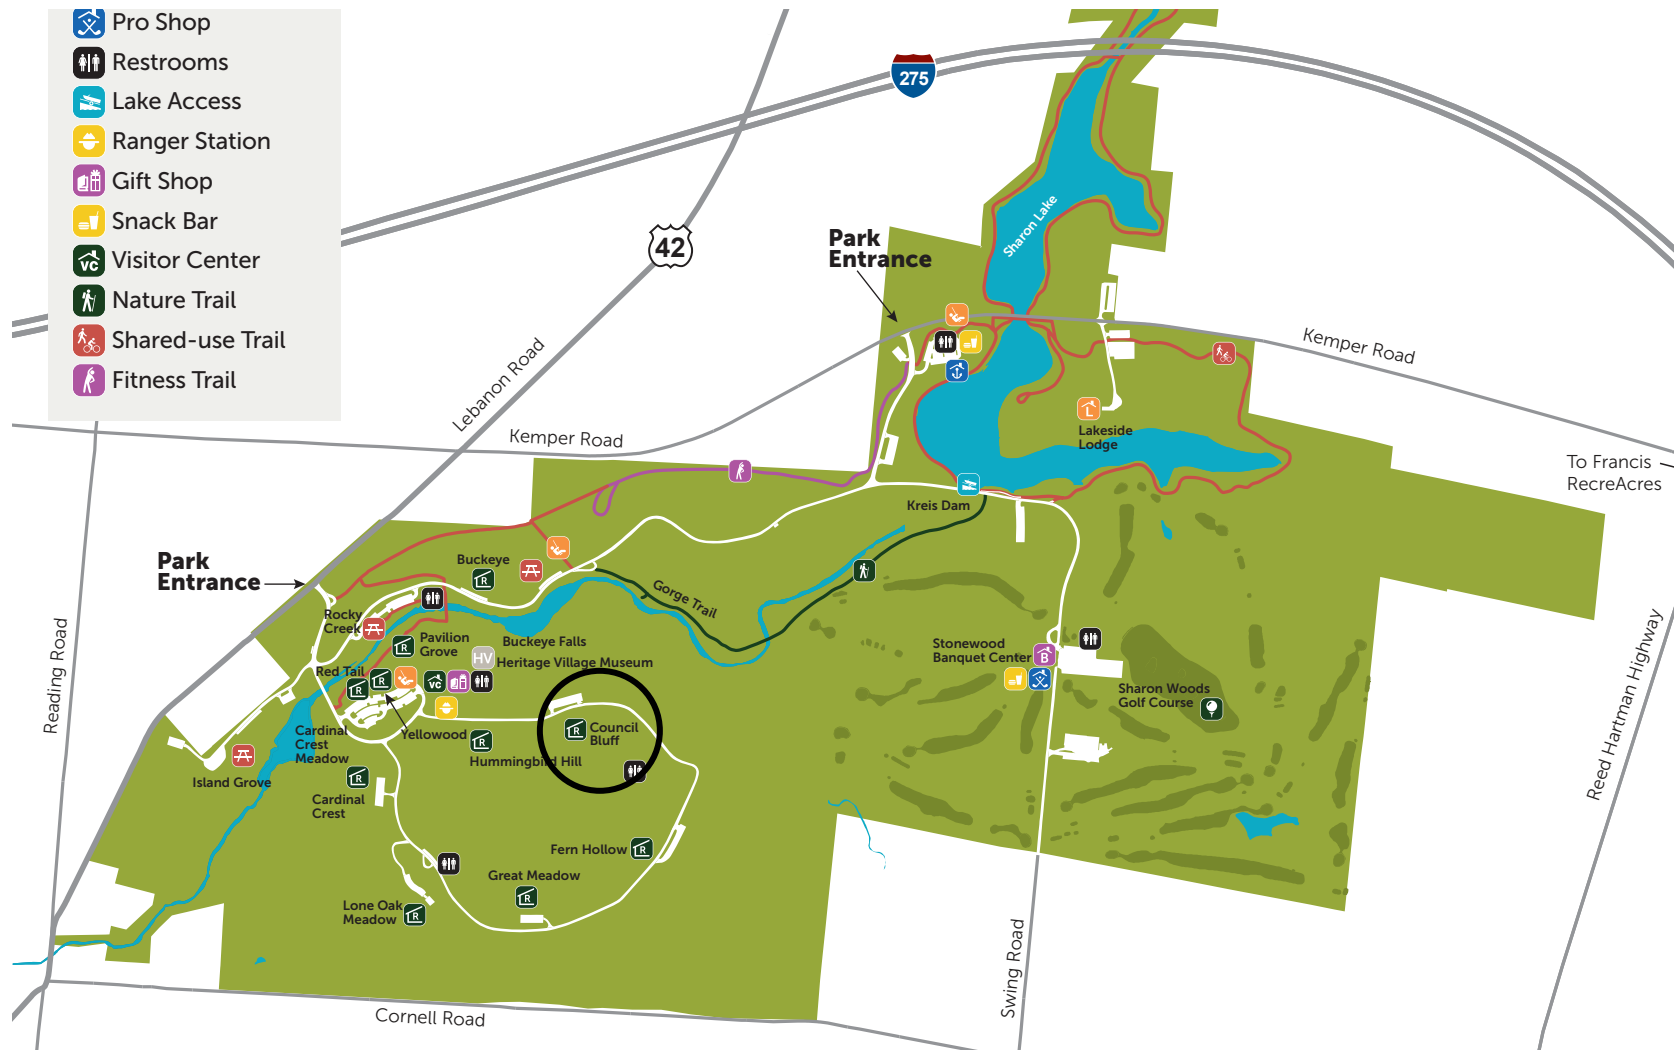 Pro Shop
Restrooms
Lake Access
Ranger Station
Gift Shop
Snack Bar
VC
Visitor Center
Nature Trail
Shared-use Trail
Fitness Trail
275
42
Park
Entrance
Sharon Lake
Kemper Road
Lebanon Road
Kemper Road
L
Lakeside
Lodge
To Francis
RecreAcres
Kreis Dam
Park
Entrance
Buckeye
R
Gorge Trail
Rocky
Creek
Pavilion
Grove
R
Buckeye Falls
HV
Heritage Village Museum
Red Tail
R
R
VC
Stonewood
Banquet Center
B
Sharon Woods
Golf Course
Reading Road
Reed Hartman Highway
Cardinal
Crest
Meadow
Yellowood
R
Hummingbird Hill
R
Council
Bluff
Island Grove
R
Cardinal
Crest
Fern Hollow
R
Great Meadow
R
Lone Oak
Meadow
R
Swing Road
Cornell Road